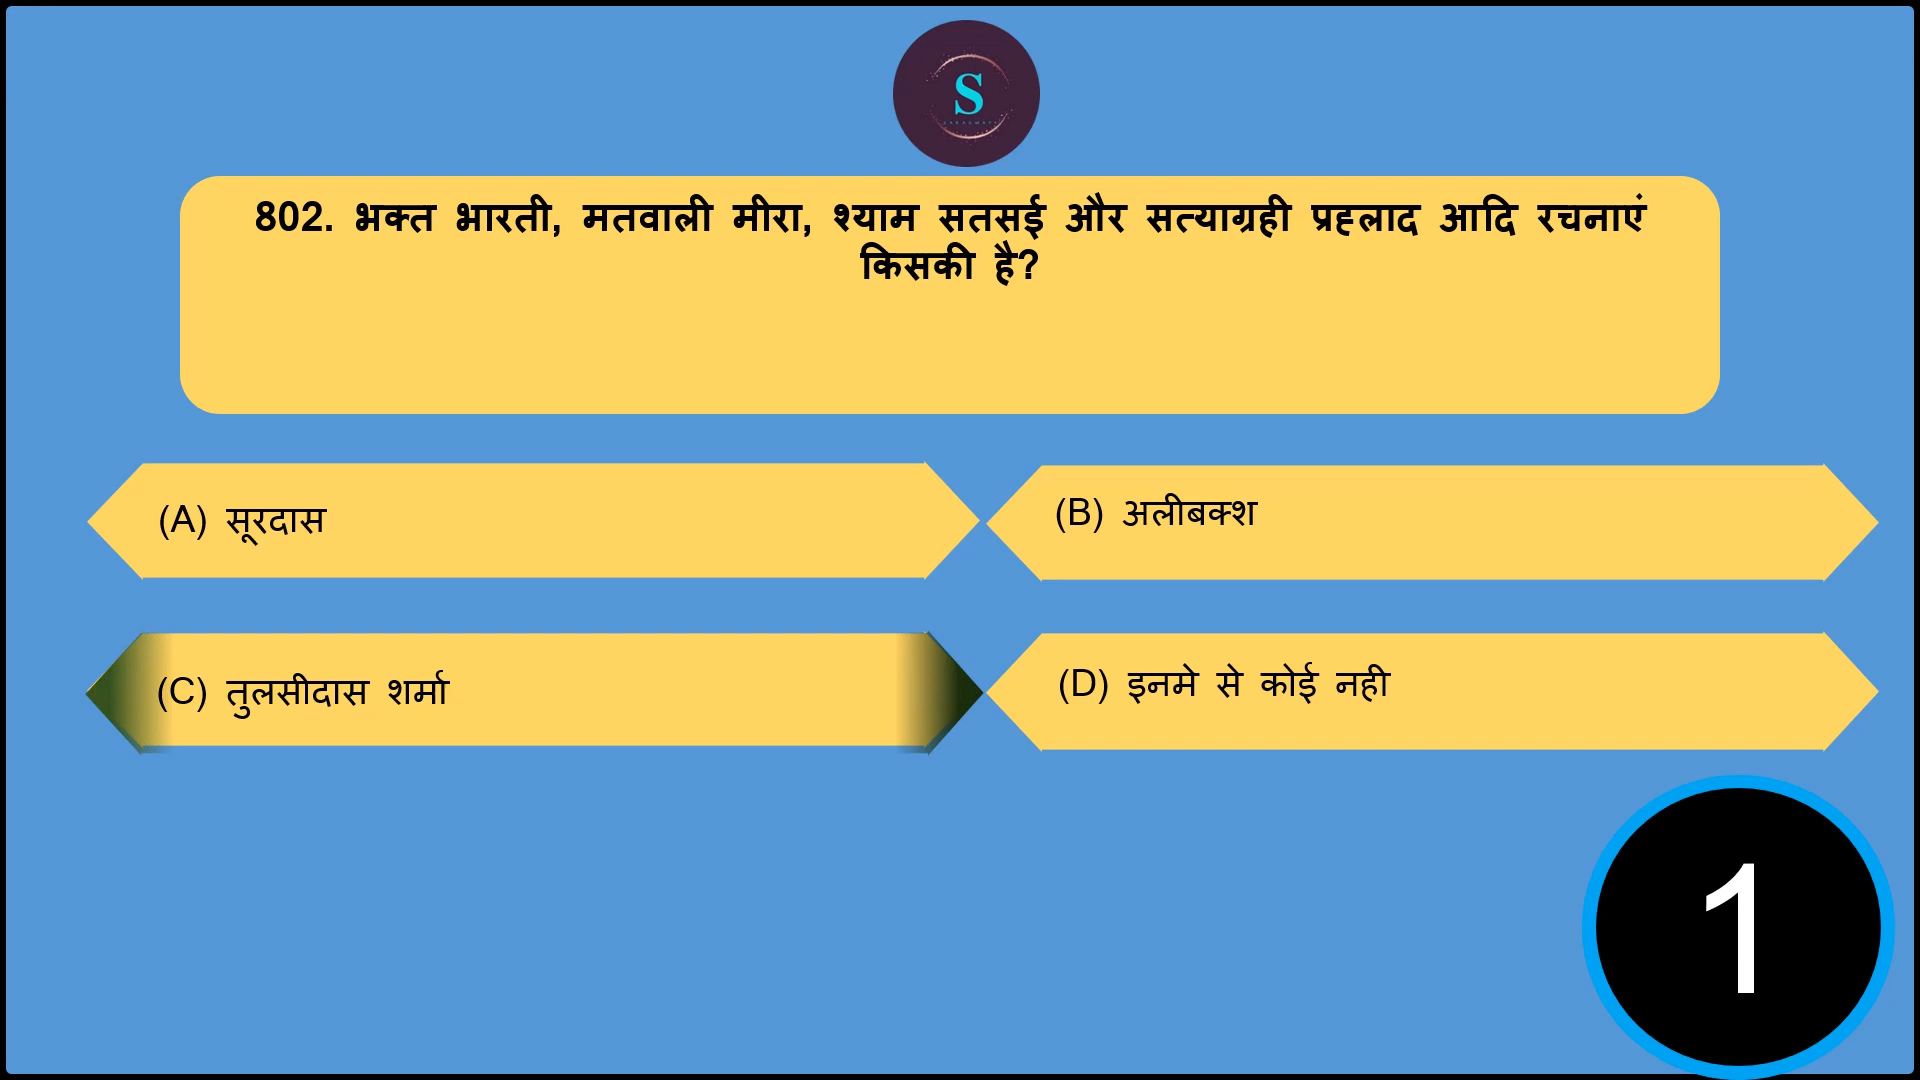 S
802. भक्त भारती, मतवाली मीरा, श्याम सतसई और सत्याग्रही प्रह्लाद आदि रचनाएं
किसकी है?
(A) सूरदास
(B) अलीबक्श
(C) तुलसीदास शर्मा
(D) इनमे से कोई नही
1